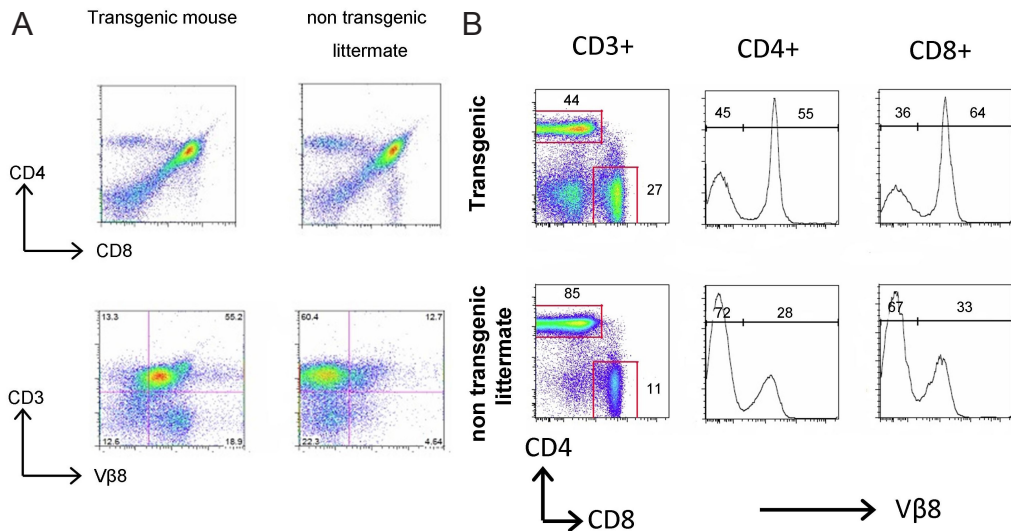 A
Transgenic mouse
non transgenic
littermate
CD4
CD8
13.3
55.2
12.6
18.9
60.4
12.7
22.3
4.64
CD3
Vβ8
B
CD3+
CD4+
CD8+
Transgenic
44
27
45
55
36
64
non transgenic
littermate
85
11
72
28
67
33
CD4
CD8
Vβ8